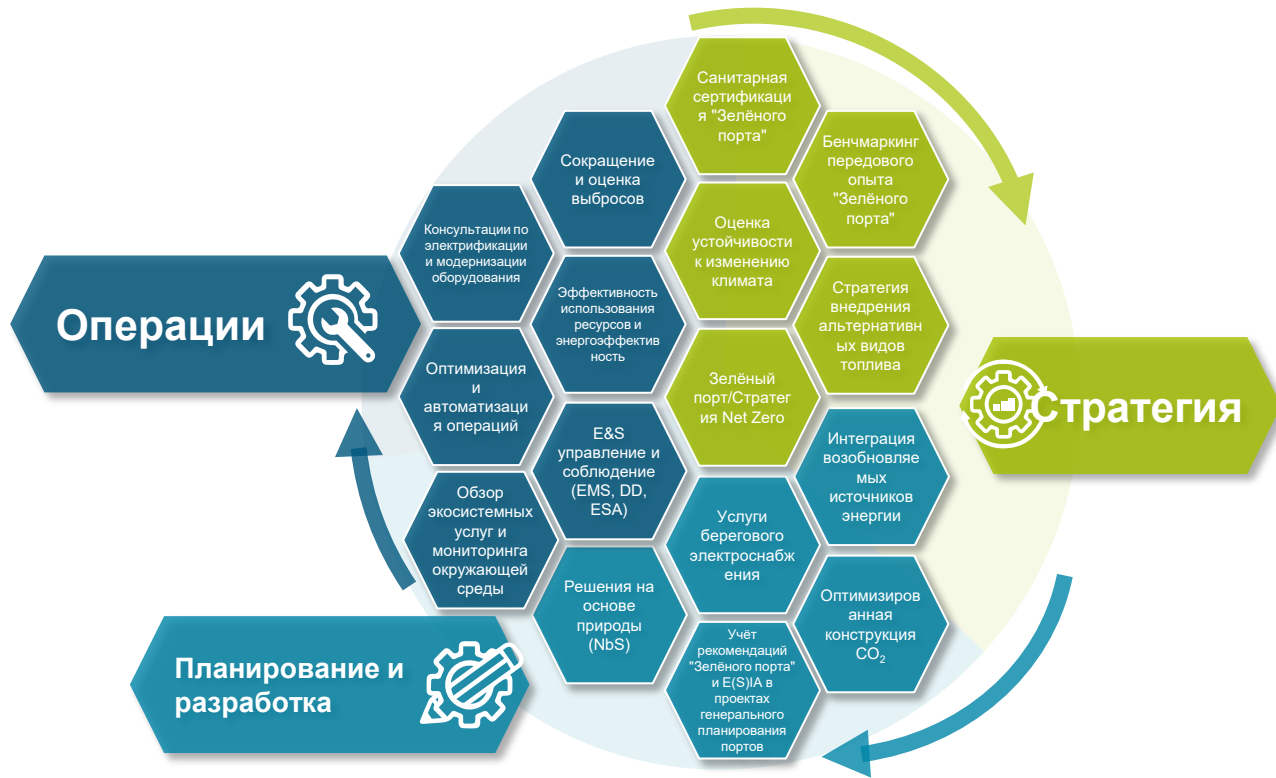 Санитарная
сертификаци
я "Зелёного
порта"
Бенчмаркинг
передового
опыта
"Зелёного
порта"
Сокращение
и оценка
выбросов
Консультации по
электрификации
и модернизации
оборудования
Оценка
устойчивости
к изменению
климата
Операции
Эффективность
использования
ресурсов и
энергоэффектив
ность
Стратегия
внедрения
альтернативн
ых видов
топлива
Оптимизация
и
автоматизаци
я операций
Зелёный
порт/Стратег
ия Net Zero
Стратегия
E&S
управление и
соблюдение
(EMS, DD,
ESA)
Интеграция
возобновляе
мых
источников
энергии
Обзор
экосистемных
услуг и
мониторинга
окружающей
среды
Услуги
берегового
электроснабж
ения
Решения на
основе
природы
(NbS)
Оптимизиров
анная
конструкция
CO₂
Планирование и
разработка
Учёт
рекомендаций
"Зелёного порта"
и E(S)IA в
проектах
генерального
планирования
портов